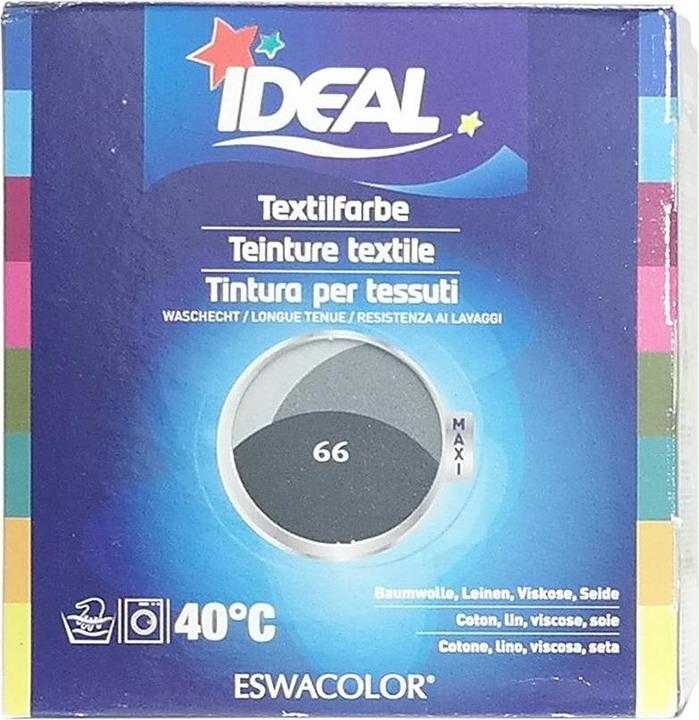 IDEAL
Textilfarbe
Teinture textile
Tintura per tessuti
WASCHECHT / LONGUE TENUE / RESISTENZA AI LAVAGGI
66
MAXI
40°C
Baumwolle, Leinen, Viskose, Seide
Coton, lin, viscose, soie
Cotone, lino, viscosa, seta
ESWACOLOR®